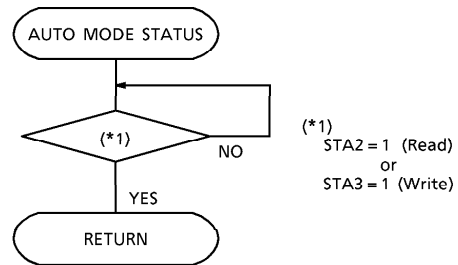 AUTO MODE STATUS
(*1)
NO
YES
RETURN
(*1)
STA2 = 1 (Read)
or
STA3 = 1 (Write)